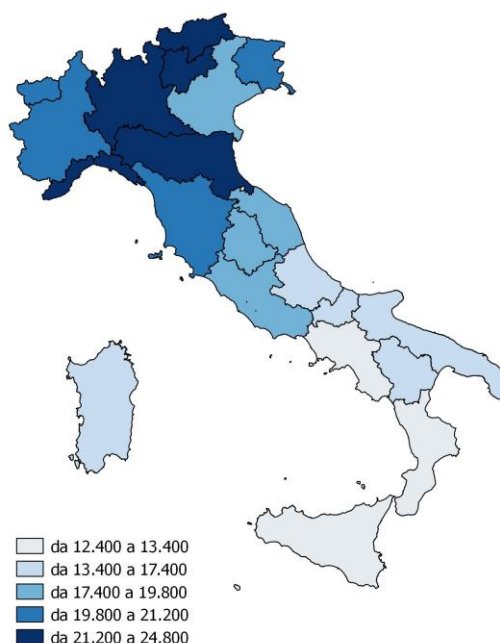 da 12.400 a 13.400
da 13.400 a 17.400
da 17.400 a 19.800
da 19.800 a 21.200
da 21.200 a 24.800